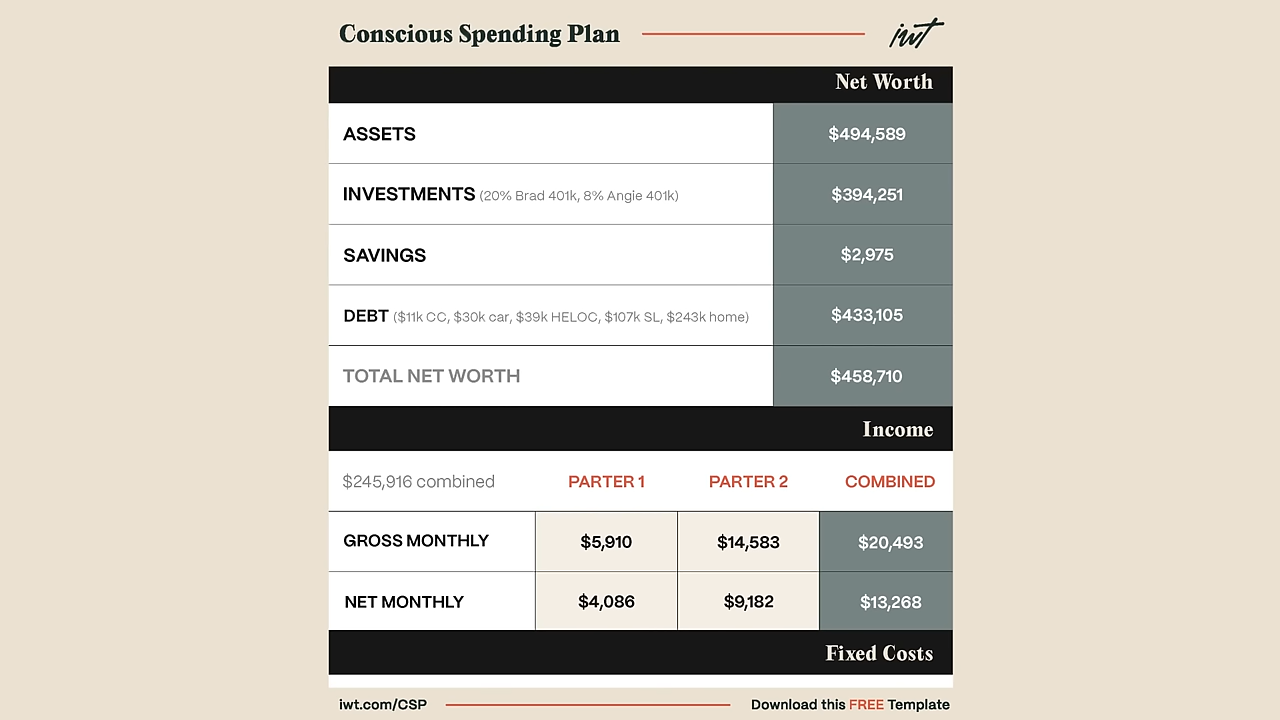 Conscious Spending Plan iwt
Net Worth
ASSETS $494,589
INVESTMENTS (20% Brad 401k, 8% Angie 401k) $394,251
SAVINGS $2,975
DEBT ($11k CC, $30k car, $39k HELOC, $107k SL, $243k home) $433,105
TOTAL NET WORTH $458,710
Income
$245,916 combined PARTER 1 PARTER 2 COMBINED
GROSS MONTHLY $5,910 $14,583 $20,493
NET MONTHLY $4,086 $9,182 $13,268
Fixed Costs
iwt.com/CSP Download this FREE Template